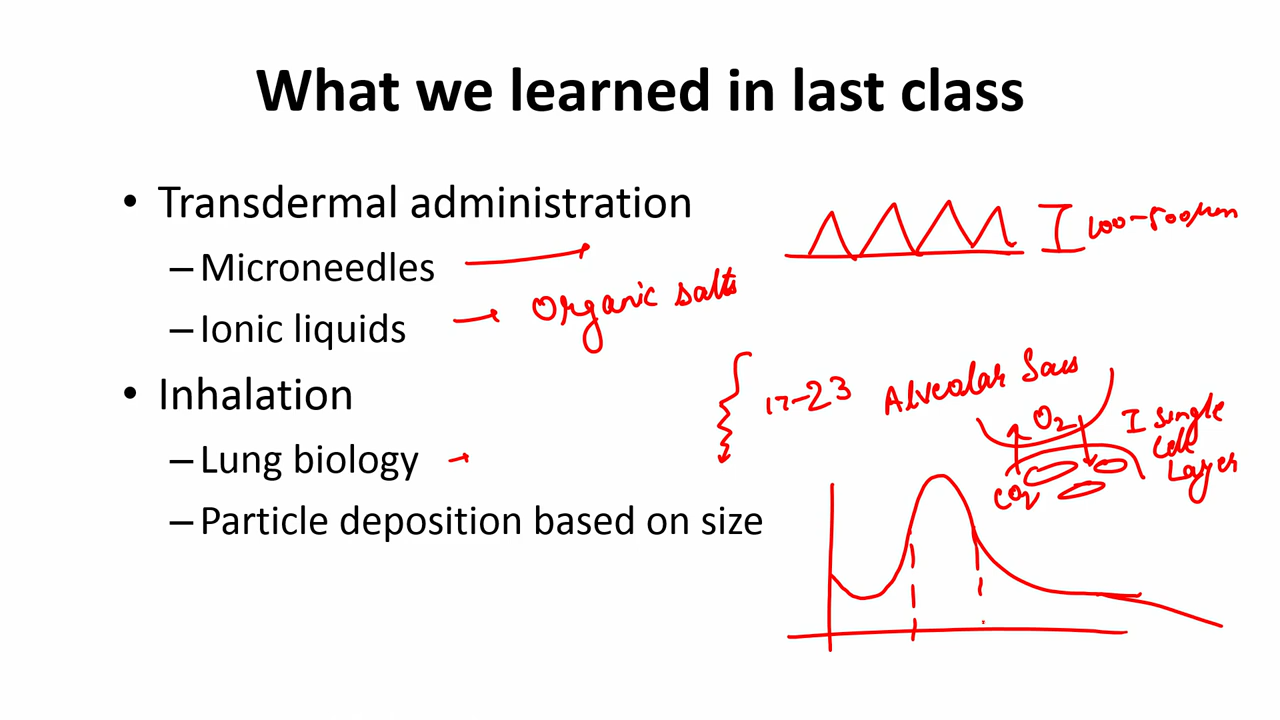 What we learned in last class
• Transdermal administration
– Microneedles
100-500µm
– Ionic liquids
Organic salts
• Inhalation
17-23 Alveolar Sacs
O2
I single
cell
Layer
CO2
– Lung biology
– Particle deposition based on size